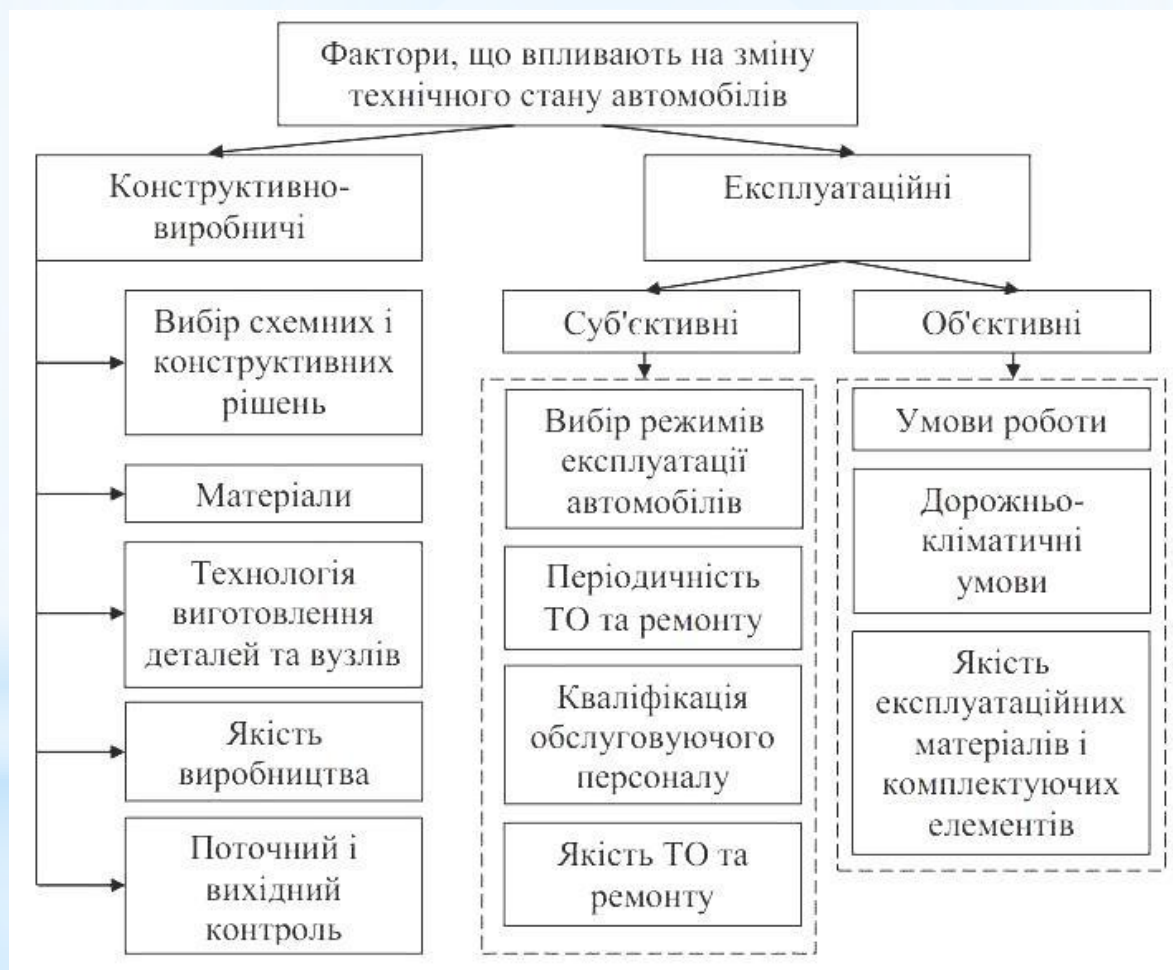 Фактори, що впливають на зміну
технічного стану автомобілів
Конструктивно-
виробничі
Експлуатаційні
Вибір схемних і
конструктивних
рішень
Матеріали
Технологія
виготовлення
деталей та вузлів
Якість
виробництва
Поточний і
вихідний
контроль
Суб'єктивні
Вибір режимів
експлуатації
автомобілів
Періодичність
ТО та ремонту
Кваліфікація
обслуговуючого
персоналу
Якість ТО та
ремонту
Об'єктивні
Умови роботи
Дорожньо-
кліматичні
умови
Якість
експлуатаційних
матеріалів і
комплектуючих
елементів